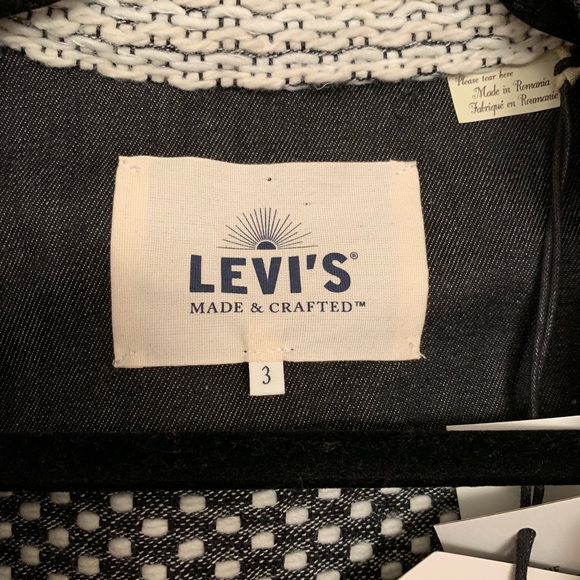 Please tear here
Made in Romania
Fabriqué en Roumanie
LEVI'S®
MADE & CRAFTED™
3